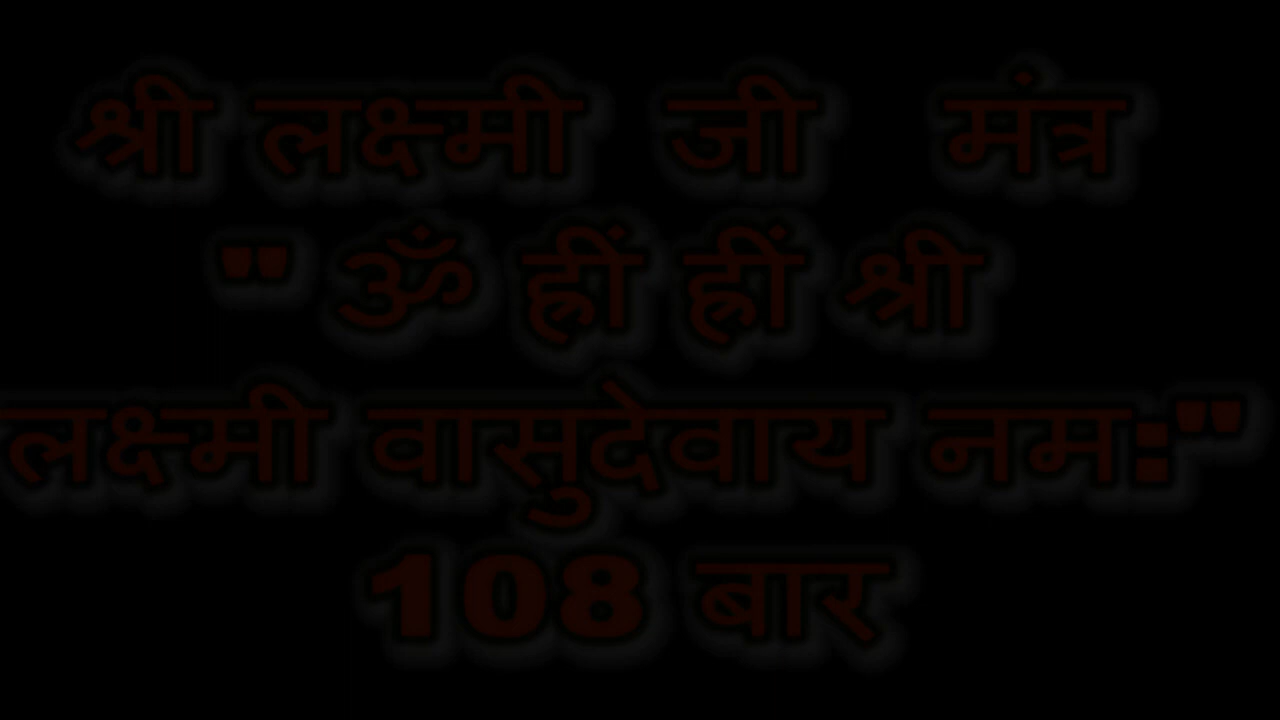 श्री लक्ष्मी जी मंत्र
" ॐ ह्रीं ह्रीं श्री
लक्ष्मी वासुदेवाय नम:"
108 बार